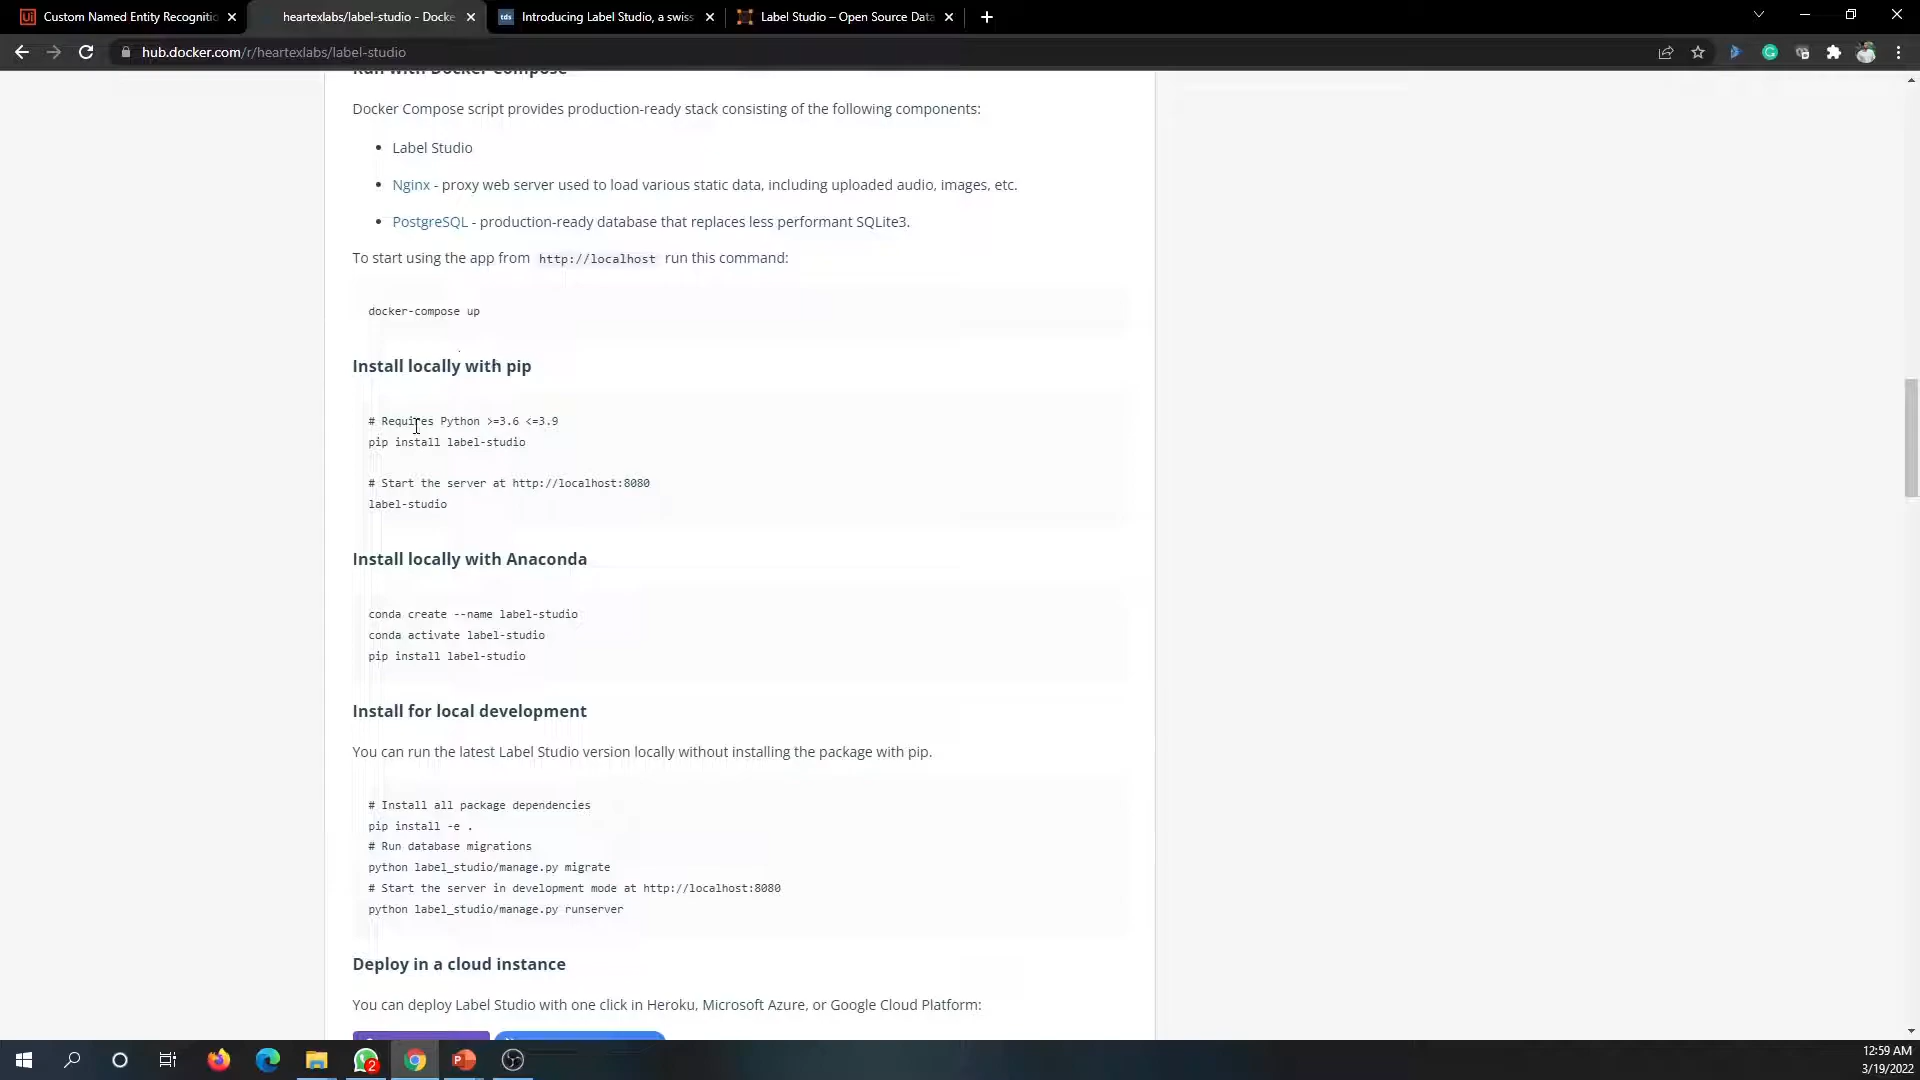 Custom Named Entity Recognitio
heartexlabs/label-studio - Docke
tds Introducing Label Studio, a swiss
Label Studio – Open Source Data
hub.docker.com/r/heartexlabs/label-studio
Run with Docker Compose
Docker Compose script provides production-ready stack consisting of the following components:
• Label Studio
• Nginx - proxy web server used to load various static data, including uploaded audio, images, etc.
• PostgreSQL - production-ready database that replaces less performant SQLite3.
To start using the app from http://localhost run this command:
docker-compose up
Install locally with pip
# Requires Python >=3.6 <=3.9
pip install label-studio
# Start the server at http://localhost:8080
label-studio
Install locally with Anaconda
conda create --name label-studio
conda activate label-studio
pip install label-studio
Install for local development
You can run the latest Label Studio version locally without installing the package with pip.
# Install all package dependencies
pip install -e .
# Run database migrations
python label_studio/manage.py migrate
# Start the server in development mode at http://localhost:8080
python label_studio/manage.py runserver
Deploy in a cloud instance
You can deploy Label Studio with one click in Heroku, Microsoft Azure, or Google Cloud Platform:
2
12:59 AM
3/19/2022